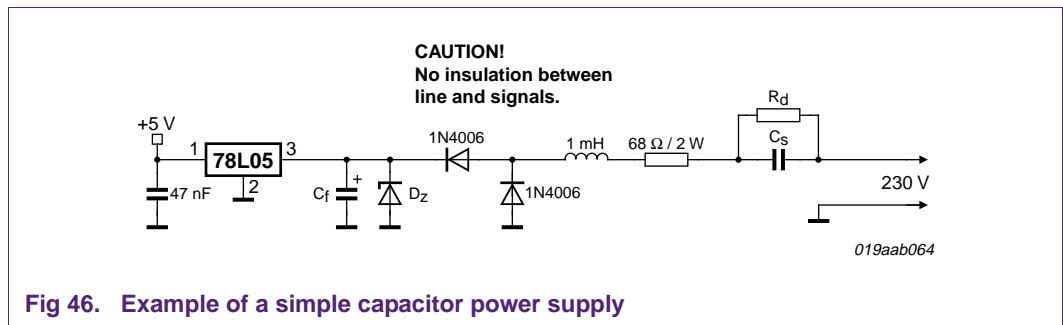 CAUTION!
No insulation between
line and signals.
+5 V
1
78L05
3
2
47 nF
Cf
+
Dz
1N4006
1N4006
1 mH
68 Ω / 2 W
Rd
Cs
230 V
019aab064
Fig 46. Example of a simple capacitor power supply